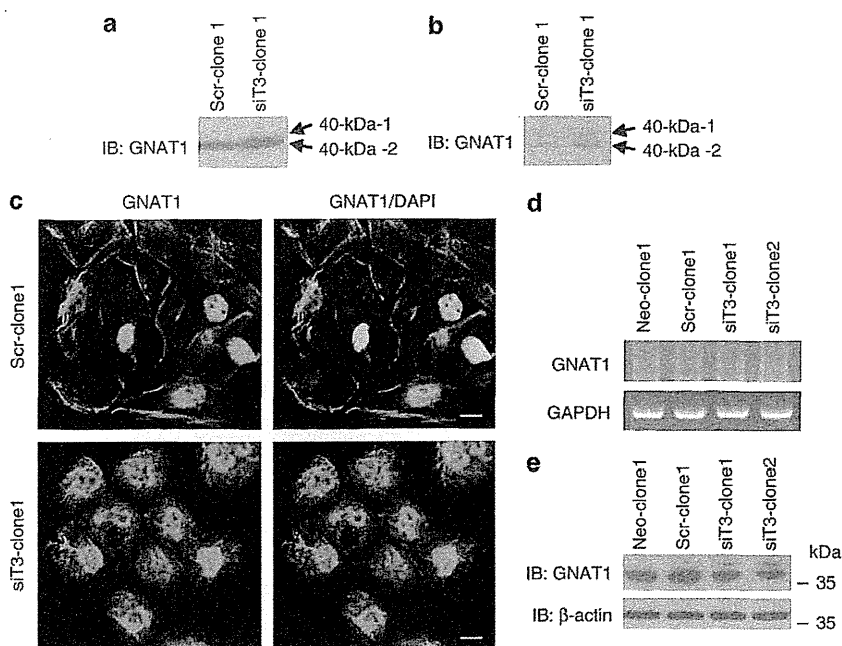 a
Scr-clone 1
siT3-clone 1
IB: GNAT1
40-kDa-1
40-kDa -2
b
Scr-clone 1
siT3-clone 1
IB: GNAT1
40-kDa-1
40-kDa -2
c
GNAT1
GNAT1/DAPI
Scr-clone1
siT3-clone1
d
Neo-clone1
Scr-clone1
siT3-clone1
siT3-clone2
GNAT1
GAPDH
e
Neo-clone1
Scr-clone1
siT3-clone1
siT3-clone2
kDa
IB: GNAT1
– 35
IB: β-actin
– 35